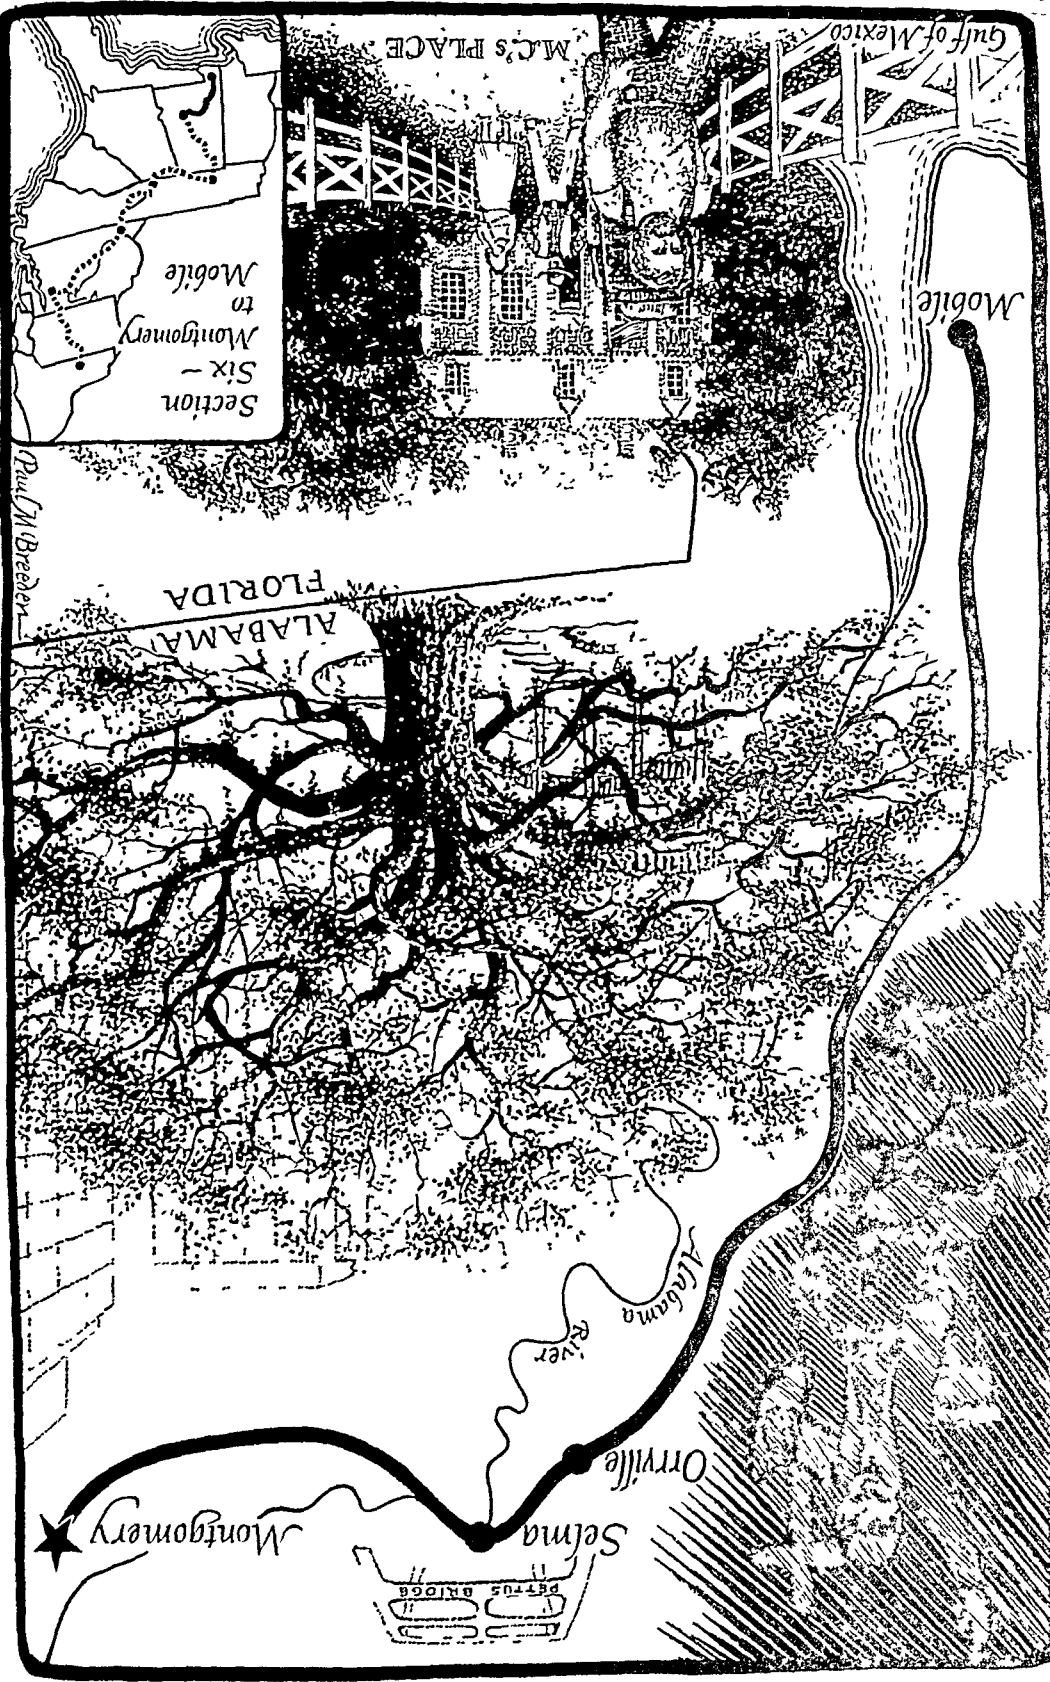 PETTUS BRIDGE
Selma
Montgomery
Orrville
River
Alabama
ALABAMA
FLORIDA
Paul M. Breeden
Section
Six –
Montgomery
to
Mobile
Mobile
M.C.'s PLACE
Gulf of Mexico